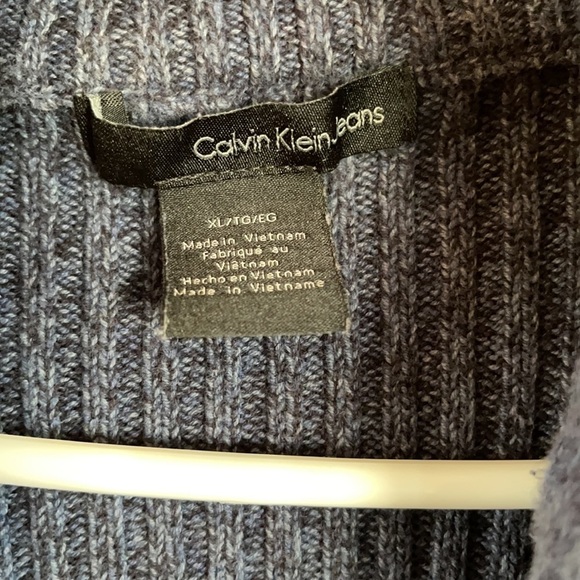 Calvin Klein Jeans
XL/TG/EG
Made in Vietnam
Fabriqué au
Viêtnam
Hecho en Vietnam
Made in Vietname